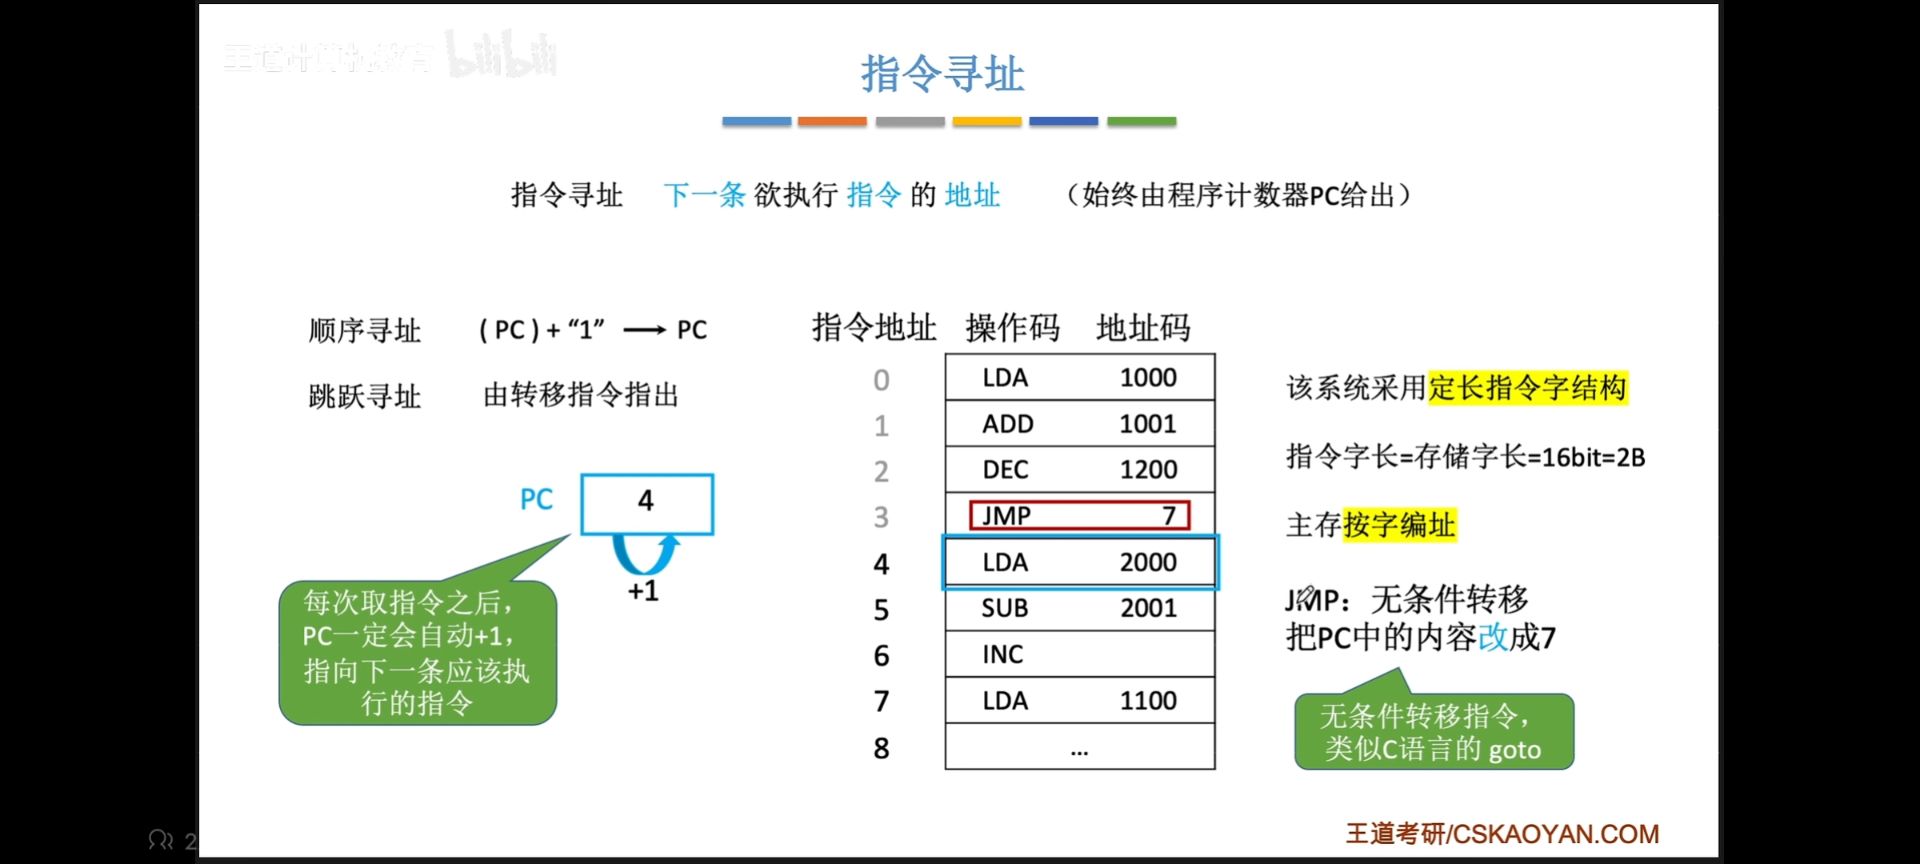 王道计算机教育 bilibili
指令寻址
指令寻址 下一条 欲执行 指令 的 地址 （始终由程序计数器PC给出）
顺序寻址 ( PC ) + “1” → PC
跳跃寻址 由转移指令指出
PC 4
+1
每次取指令之后，
PC一定会自动+1，
指向下一条应该执
行的指令
指令地址 操作码 地址码
0 LDA 1000
1 ADD 1001
2 DEC 1200
3 JMP 7
4 LDA 2000
5 SUB 2001
6 INC
7 LDA 1100
8 ...
该系统采用定长指令字结构
指令字长=存储字长=16bit=2B
主存按字编址
JMP：无条件转移
把PC中的内容改成7
无条件转移指令，
类似C语言的 goto
王道考研/CSKAOYAN.COM
2